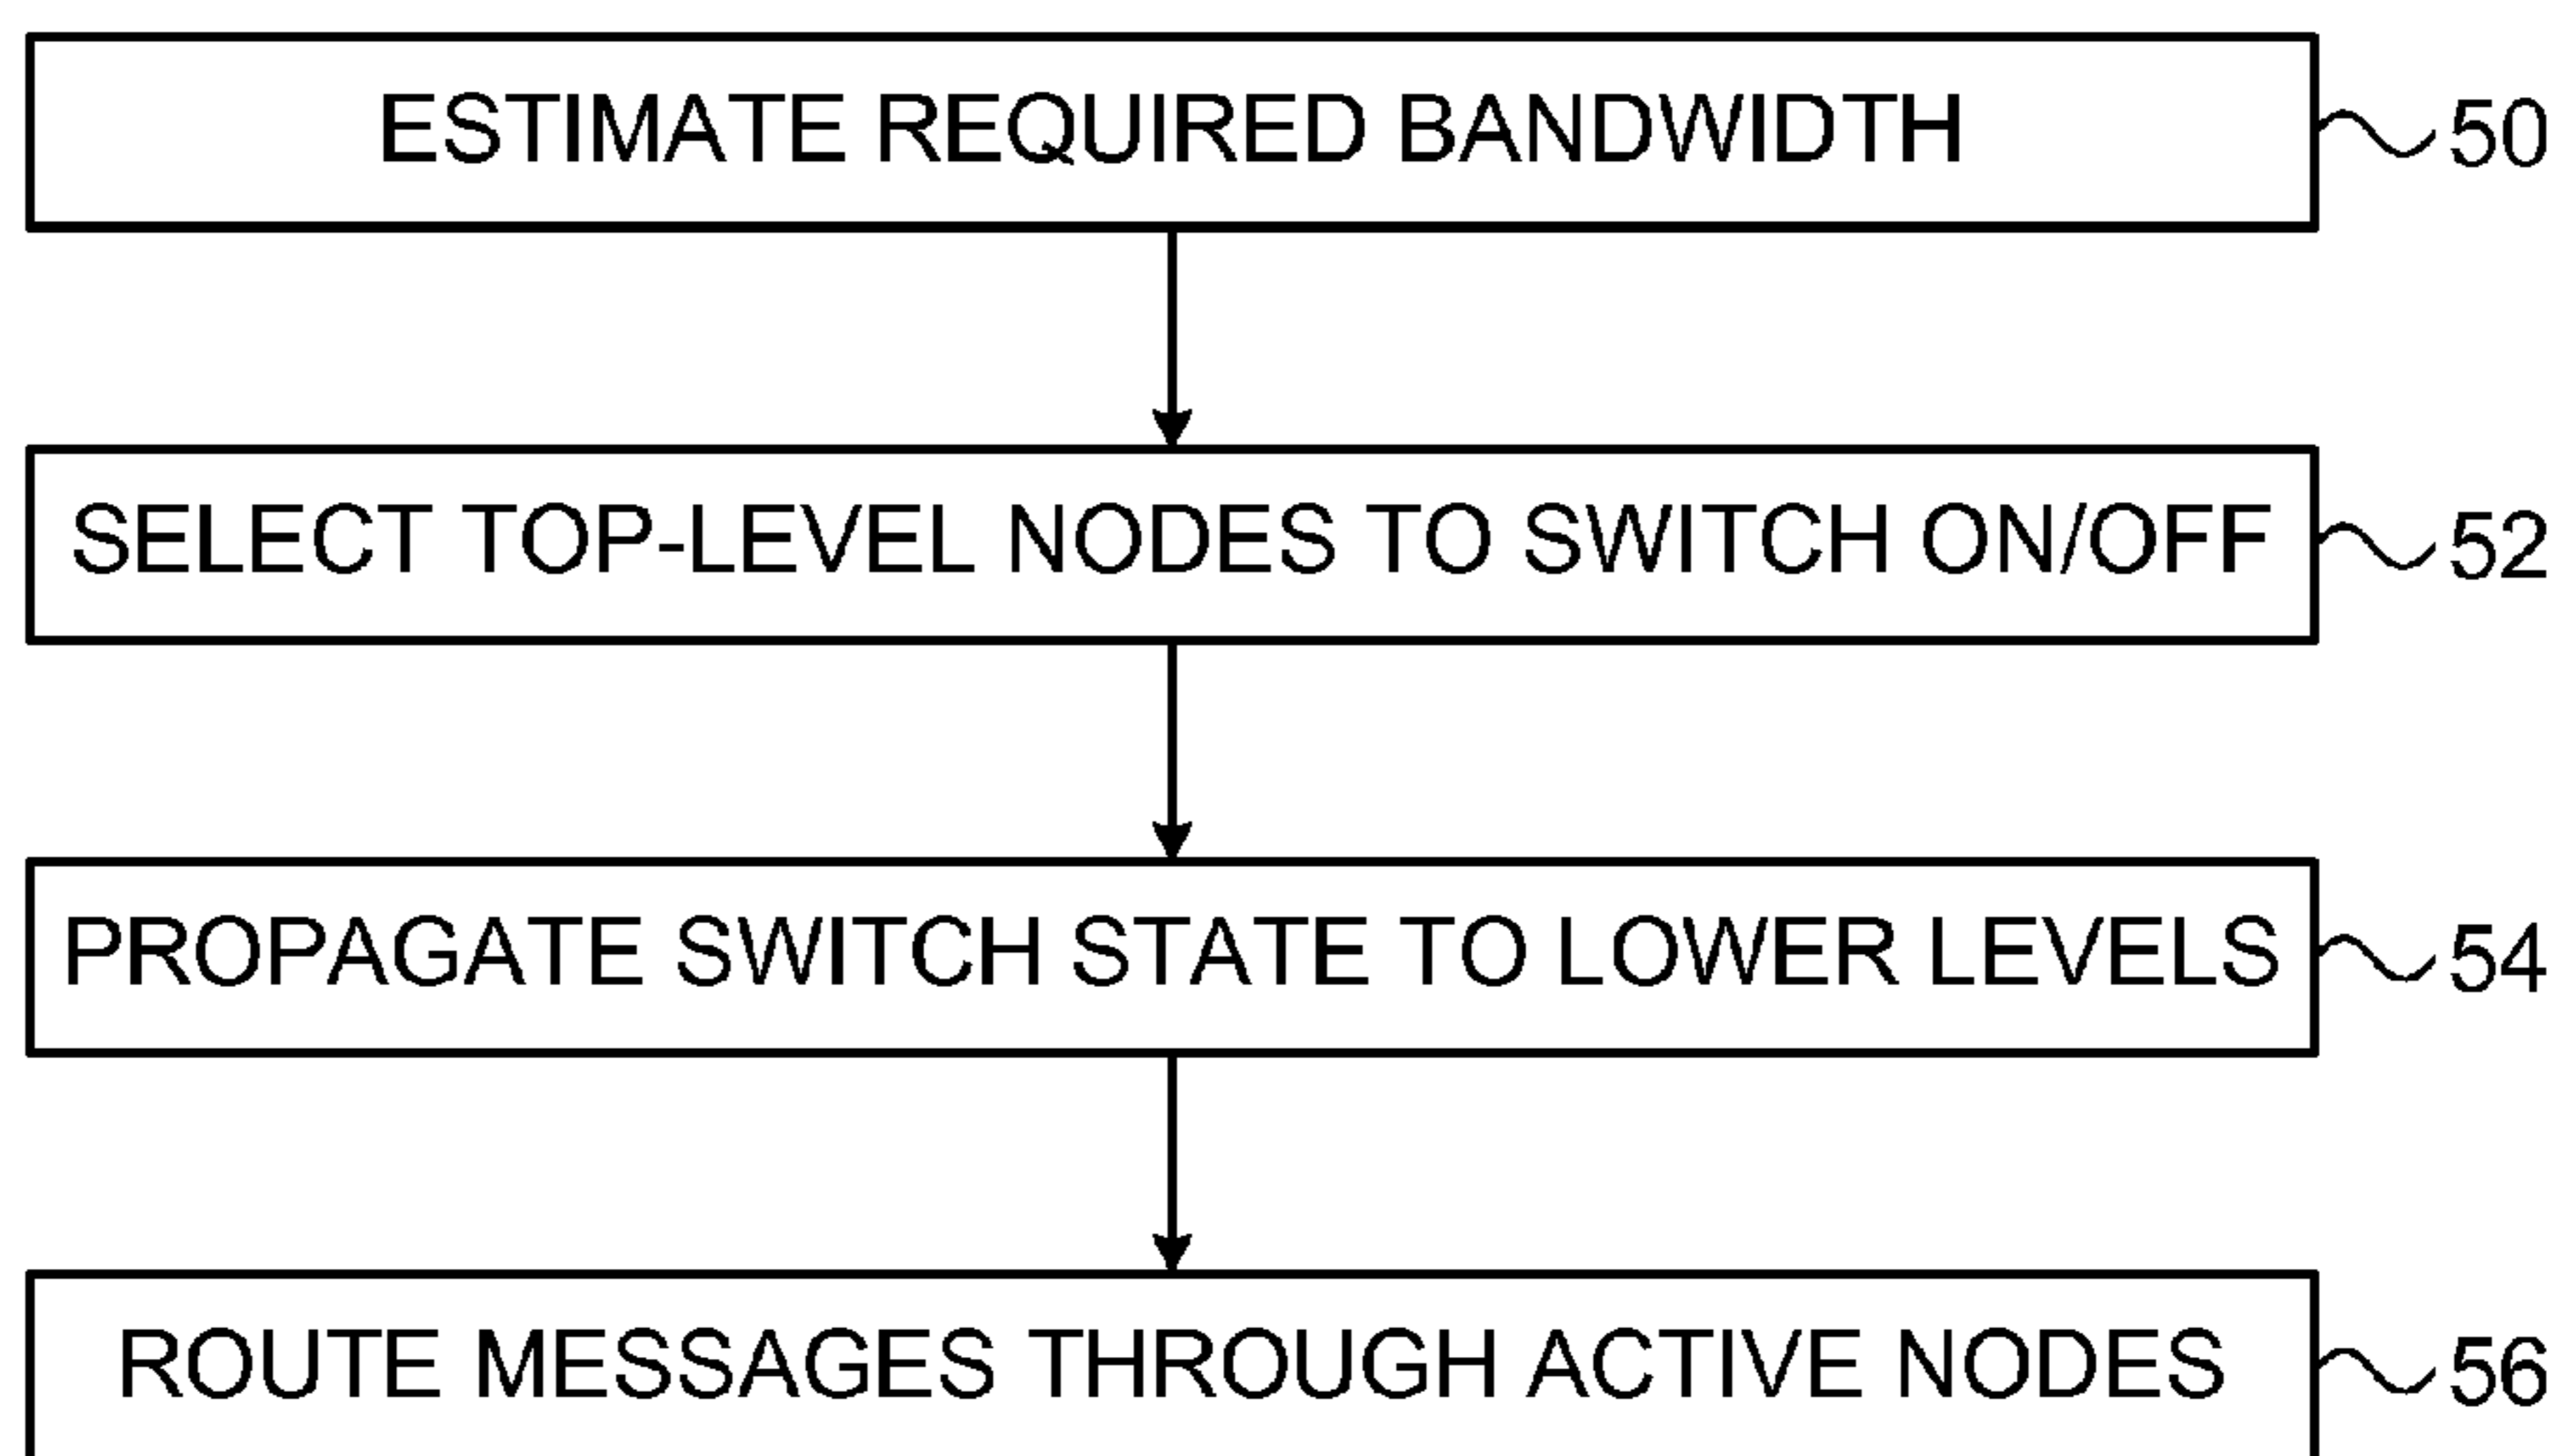 ESTIMATE REQUIRED BANDWIDTH 50
SELECT TOP-LEVEL NODES TO SWITCH ON/OFF 52
PROPAGATE SWITCH STATE TO LOWER LEVELS 54
ROUTE MESSAGES THROUGH ACTIVE NODES 56